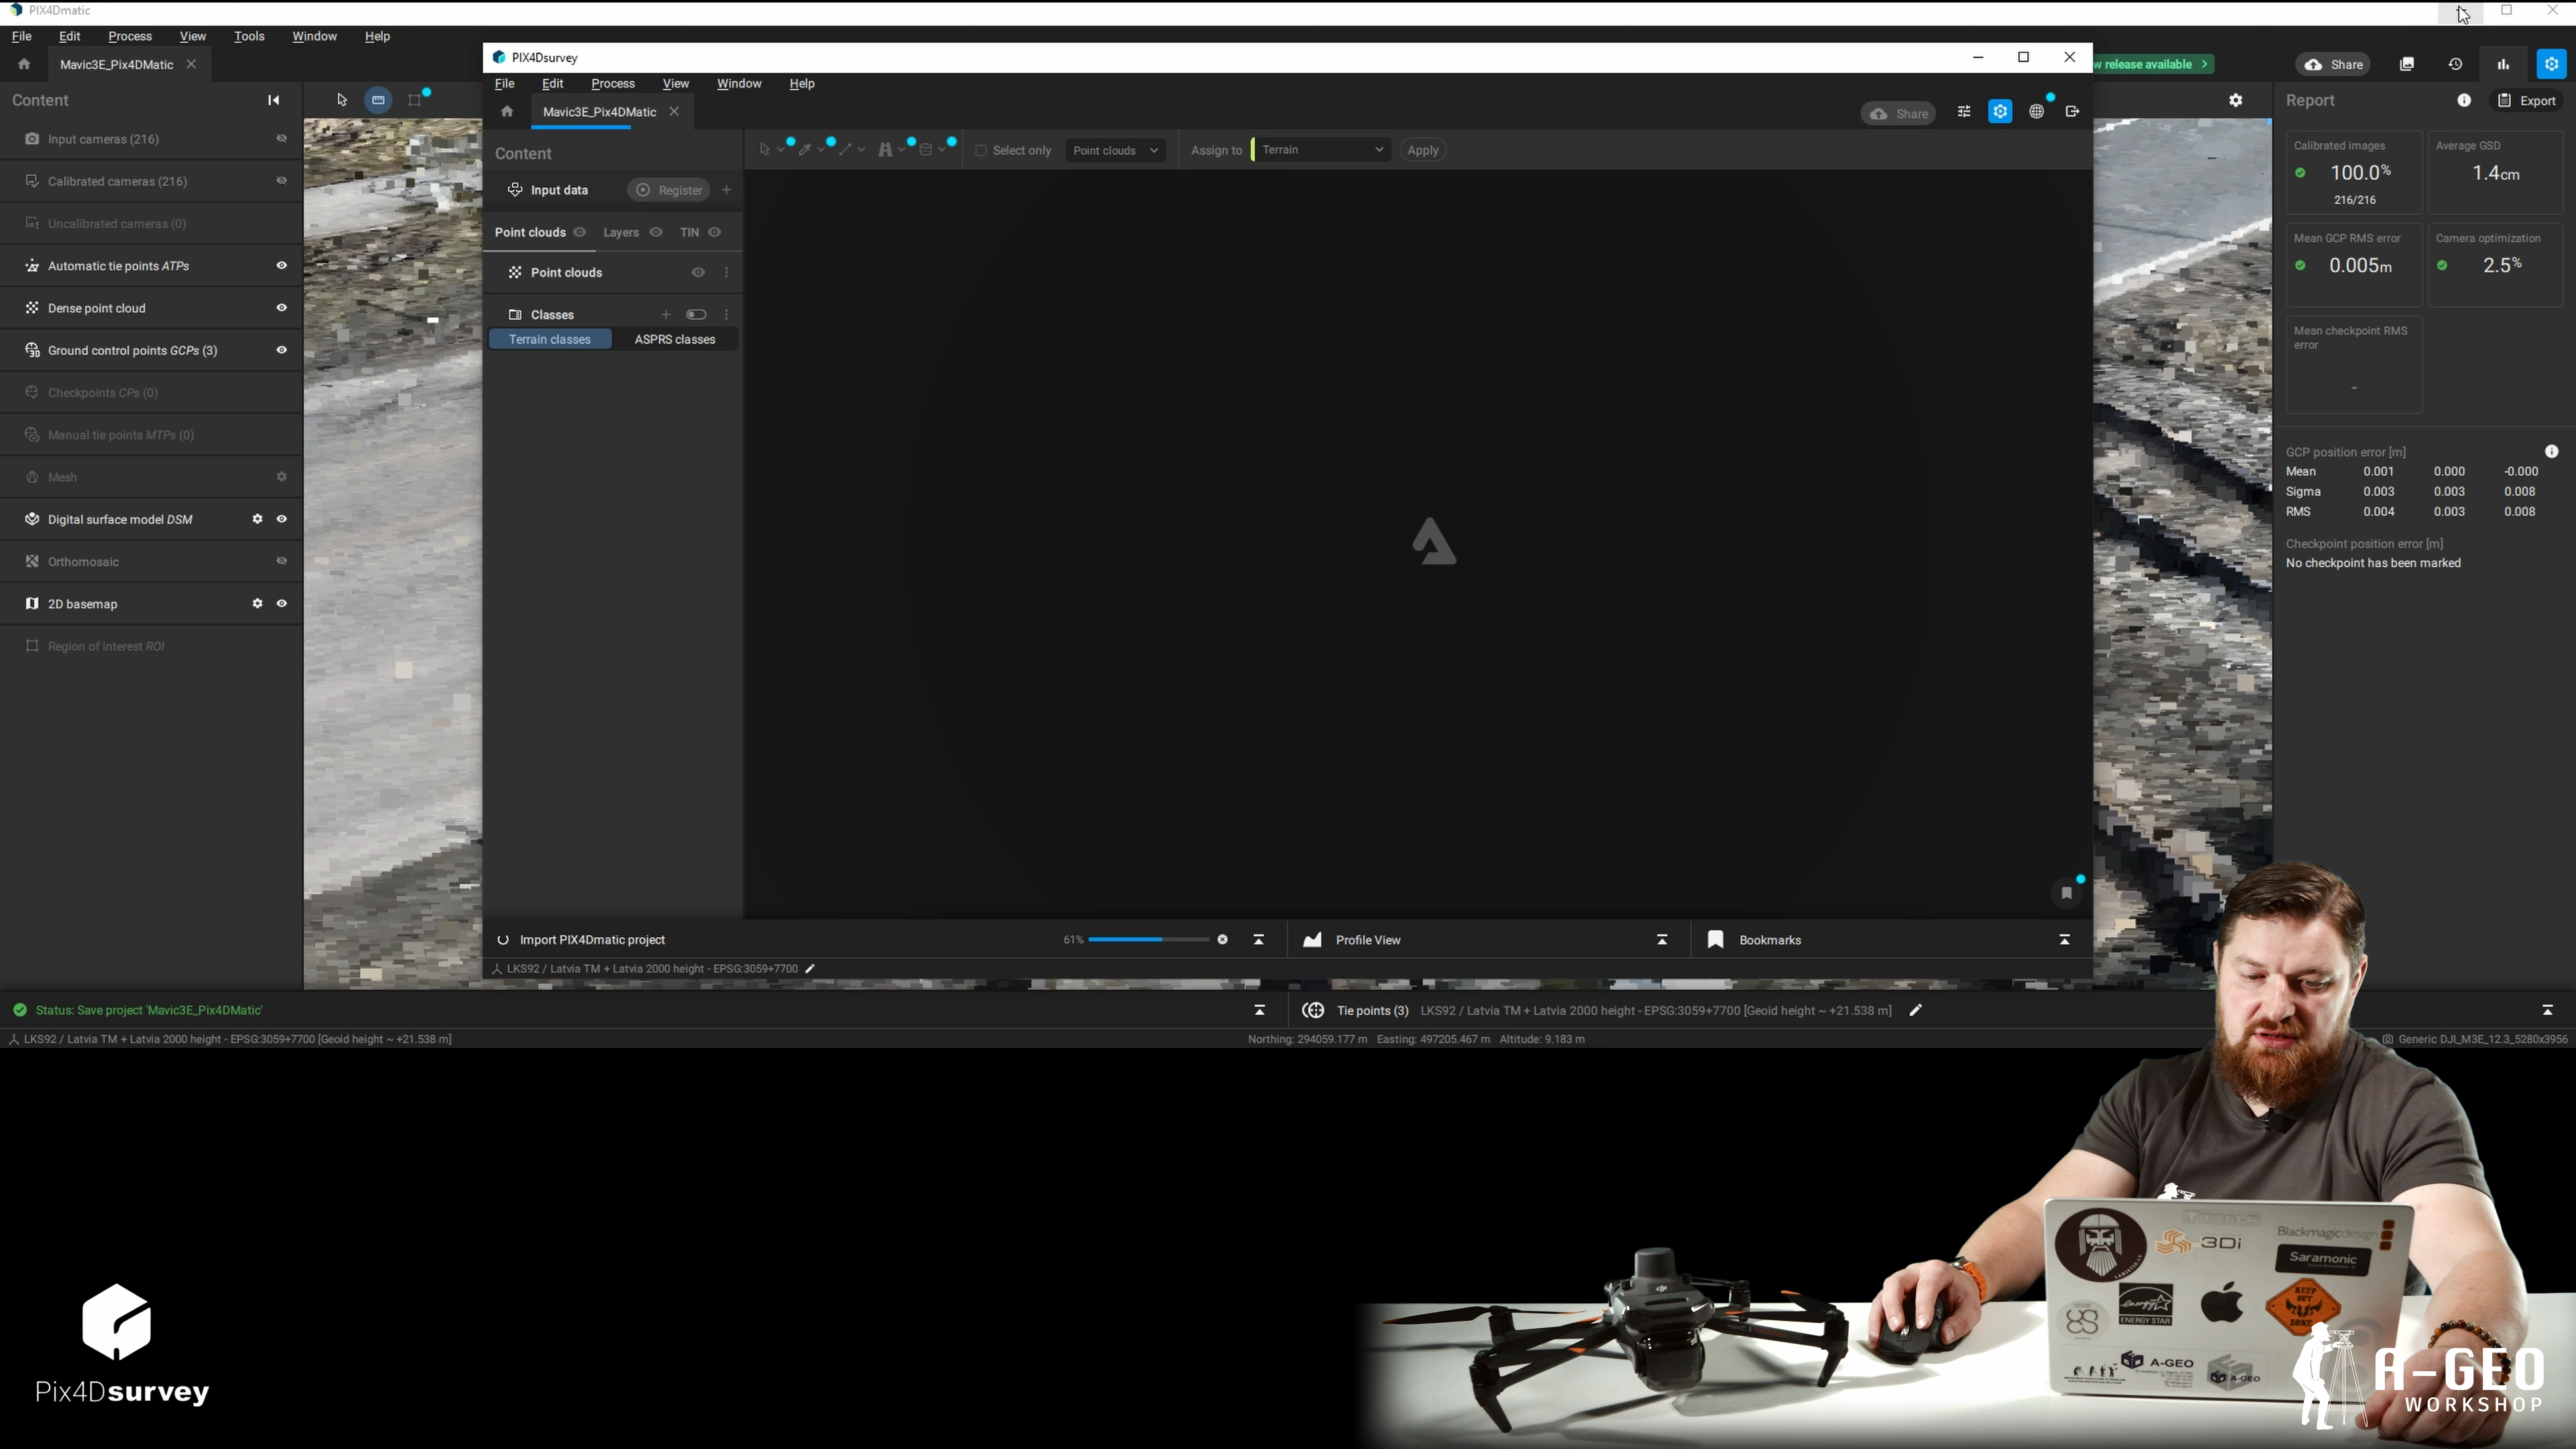 PIX4Dmatic
File Edit Process View Tools Window Help
Mavic3E_Pix4DMatic
w release available
Share
Content
Input cameras (216)
Calibrated cameras (216)
Uncalibrated cameras (0)
Automatic tie points ATPs
Dense point cloud
Ground control points GCPs (3)
Checkpoints CPs (0)
Manual tie points MTPs (0)
Mesh
Digital surface model DSM
Orthomosaic
2D basemap
Region of interest ROI
PIX4Dsurvey
File Edit Process View Window Help
Mavic3E_Pix4DMatic
Share
Content
Select only
Point clouds
Assign to
Terrain
Apply
Input data
Register
Point clouds
Layers
TIN
Point clouds
Classes
Terrain classes
ASPRS classes
Import PIX4Dmatic project
61%
Profile View
Bookmarks
LKS92 / Latvia TM + Latvia 2000 height - EPSG:3059+7700
Report
Export
Calibrated images
100.0%
216/216
Average GSD
1.4cm
Mean GCP RMS error
0.005m
Camera optimization
2.5%
Mean checkpoint RMS
error
-
GCP position error [m]
Mean 0.001 0.000 -0.000
Sigma 0.003 0.003 0.008
RMS 0.004 0.003 0.008
Checkpoint position error [m]
No checkpoint has been marked
Status: Save project 'Mavic3E_Pix4DMatic'
Tie points (3)
LKS92 / Latvia TM + Latvia 2000 height - EPSG:3059+7700 [Geoid height ~ +21.538 m]
LKS92 / Latvia TM + Latvia 2000 height - EPSG:3059+7700 [Geoid height ~ +21.538 m]
Northing: 294059.177 m Easting: 497205.467 m Altitude: 9.183 m
Generic DJI_M3E_12.3_5280x3956
Pix4Dsurvey
3Di
Blackmagicdesign
Saramonic
energy
ENERGY STAR
KEEP
OUT
ZONE
A-GEO
A-GEO
A-GEO
WORKSHOP